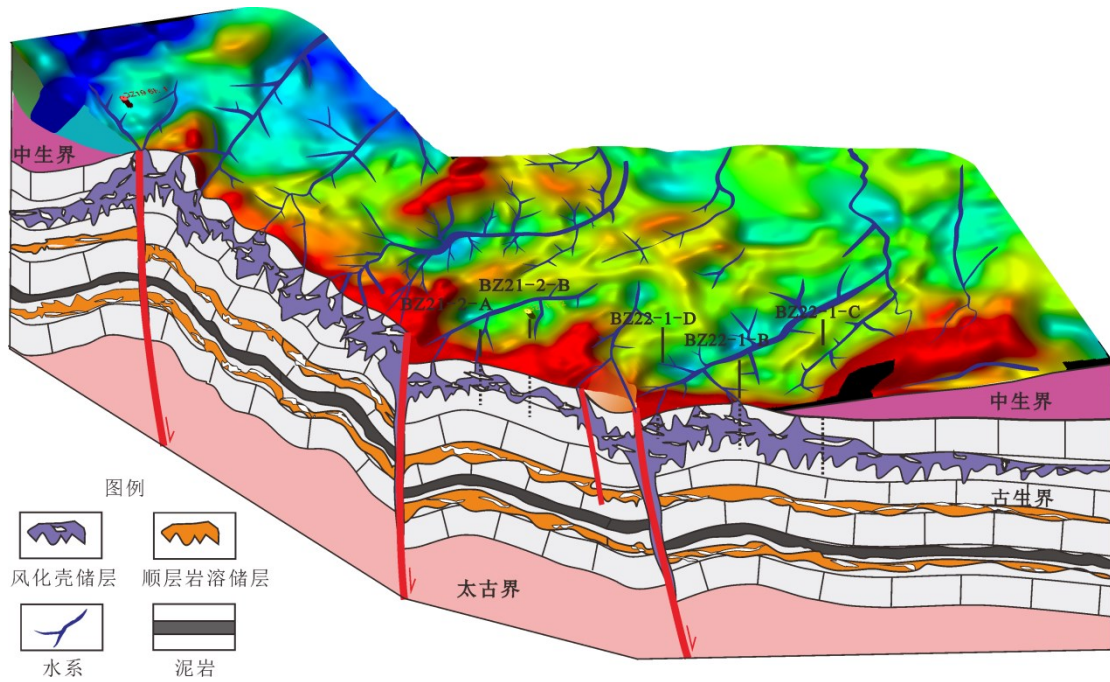 中生界
BZ21-2-B
BZ21-2-A
BZ22-1-D
BZ22-1-B
BZ22-1-C
中生界
古生界
太古界
图例
风化壳储层
顺层岩溶储层
水系
泥岩